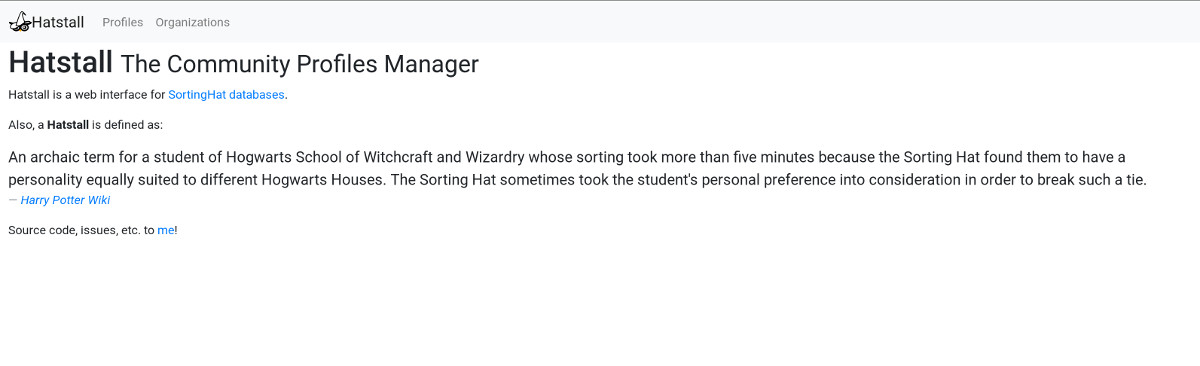 Hatstall Profiles Organizations
Hatstall The Community Profiles Manager
Hatstall is a web interface for SortingHat databases.
Also, a Hatstall is defined as:
An archaic term for a student of Hogwarts School of Witchcraft and Wizardry whose sorting took more than five minutes because the Sorting Hat found them to have a
personality equally suited to different Hogwarts Houses. The Sorting Hat sometimes took the student's personal preference into consideration in order to break such a tie.
— Harry Potter Wiki
Source code, issues, etc. to me!